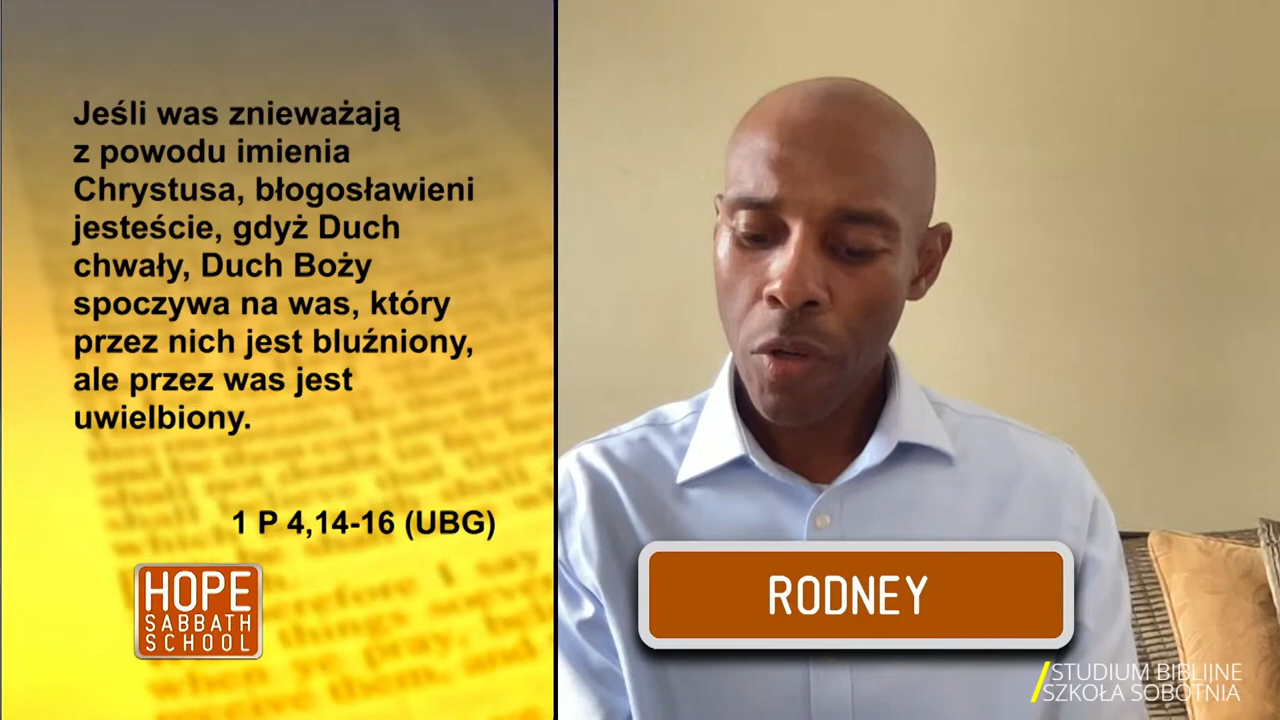 Jeśli was znieważają
z powodu imienia
Chrystusa, błogosławieni
jesteście, gdyż Duch
chwały, Duch Boży
spoczywa na was, który
przez nich jest bluźniony,
ale przez was jest
uwielbiony.
1 P 4,14-16 (UBG)
HOPE
SABBATH
SCHOOL
RODNEY
STUDIUM BIBLIJNE
SZKOŁA SOBOTNIA